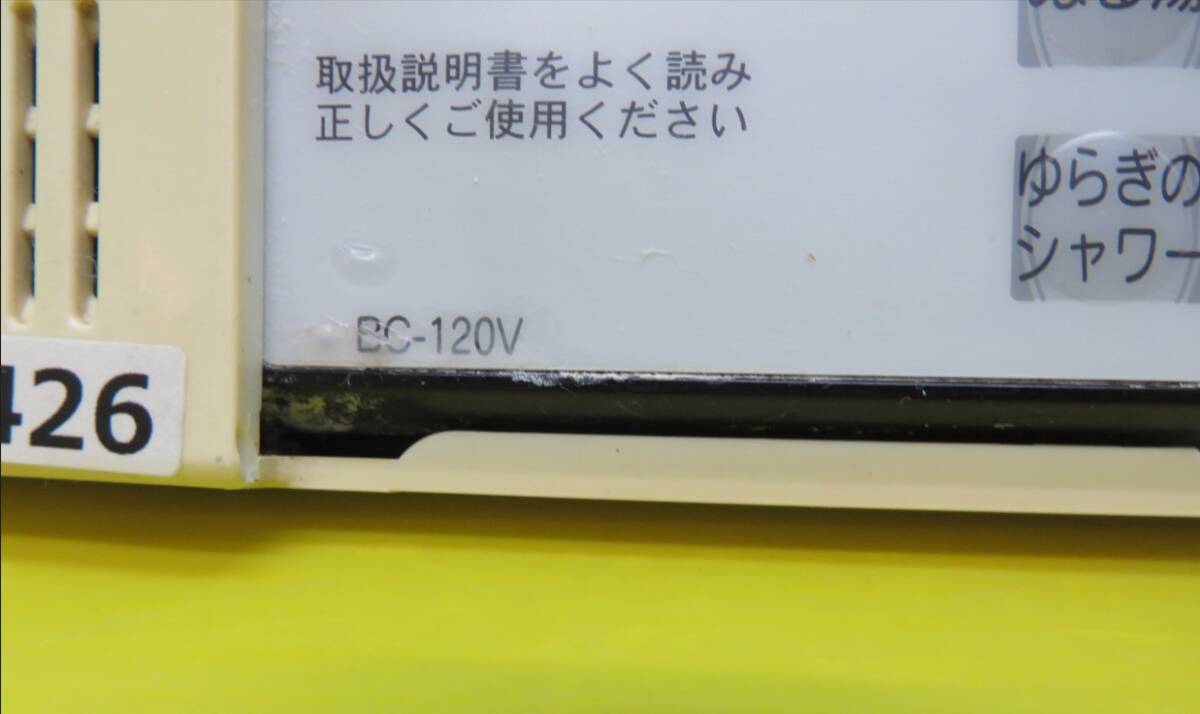 取扱説明書をよく読み
正しくご使用ください
ゆらぎの
シャワー
BC-120V
426